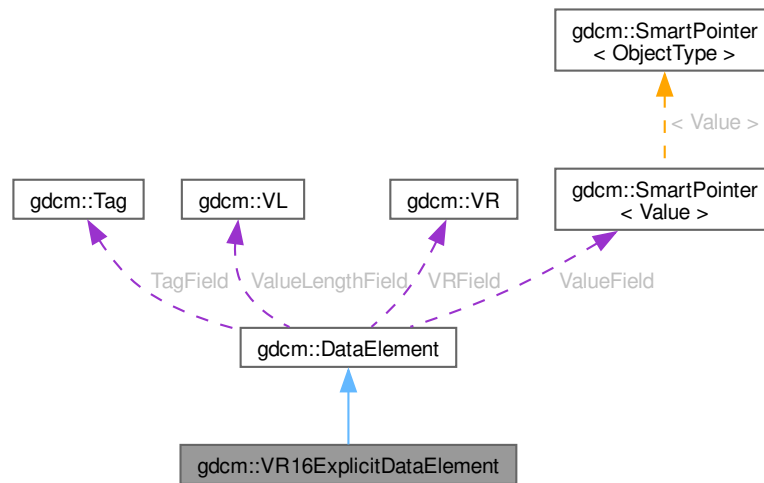 gdcm::SmartPointer
< ObjectType >
< Value >
gdcm::Tag
gdcm::VL
gdcm::VR
gdcm::SmartPointer
< Value >
TagField
ValueLengthField
VRField
ValueField
gdcm::DataElement
gdcm::VR16ExplicitDataElement